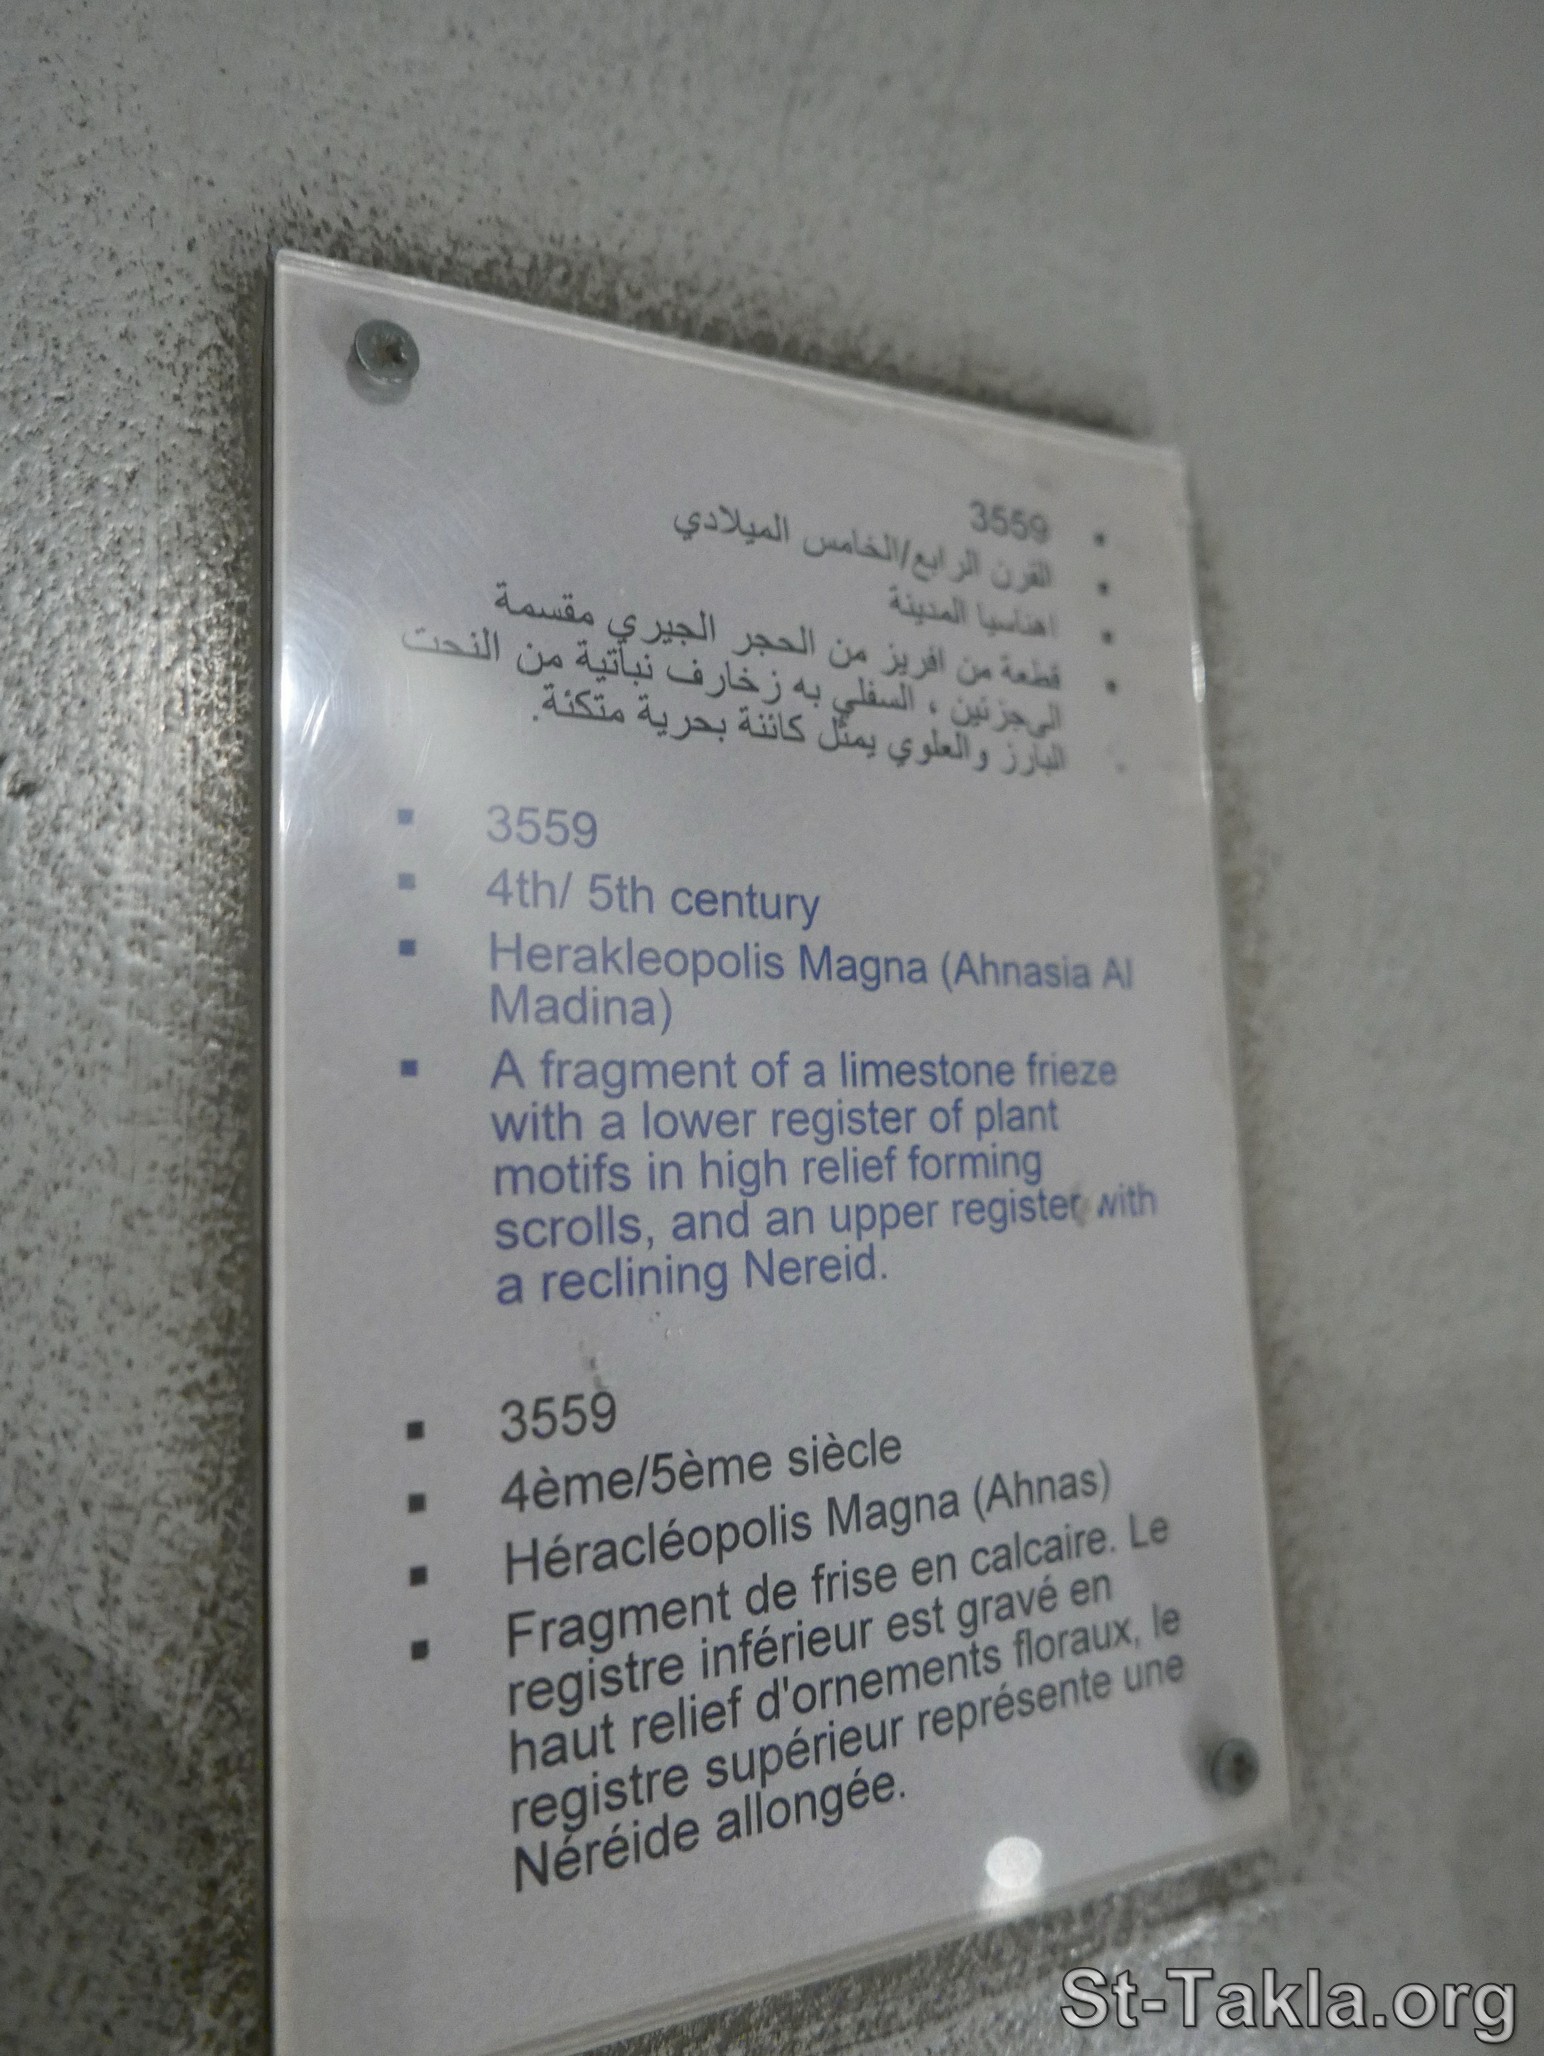 3559
القرن الرابع/الخامس الميلادي
اهناسيا المدينة
قطعة من افريز من الحجر الجيري مقسمة
الى جزئين ، السفلي به زخارف نباتية من النحت
البارز والعلوي يمثل كائنة بحرية متكئة.
3559
4th/ 5th century
Herakleopolis Magna (Ahnasia Al
Madina)
A fragment of a limestone frieze
with a lower register of plant
motifs in high relief forming
scrolls, and an upper register with
a reclining Nereid.
3559
4ème/5ème siècle
Héracléopolis Magna (Ahnas)
Fragment de frise en calcaire. Le
registre inférieur est gravé en
haut relief d'ornements floraux, le
registre supérieur représente une
Néréide allongée.
St-Takla.org